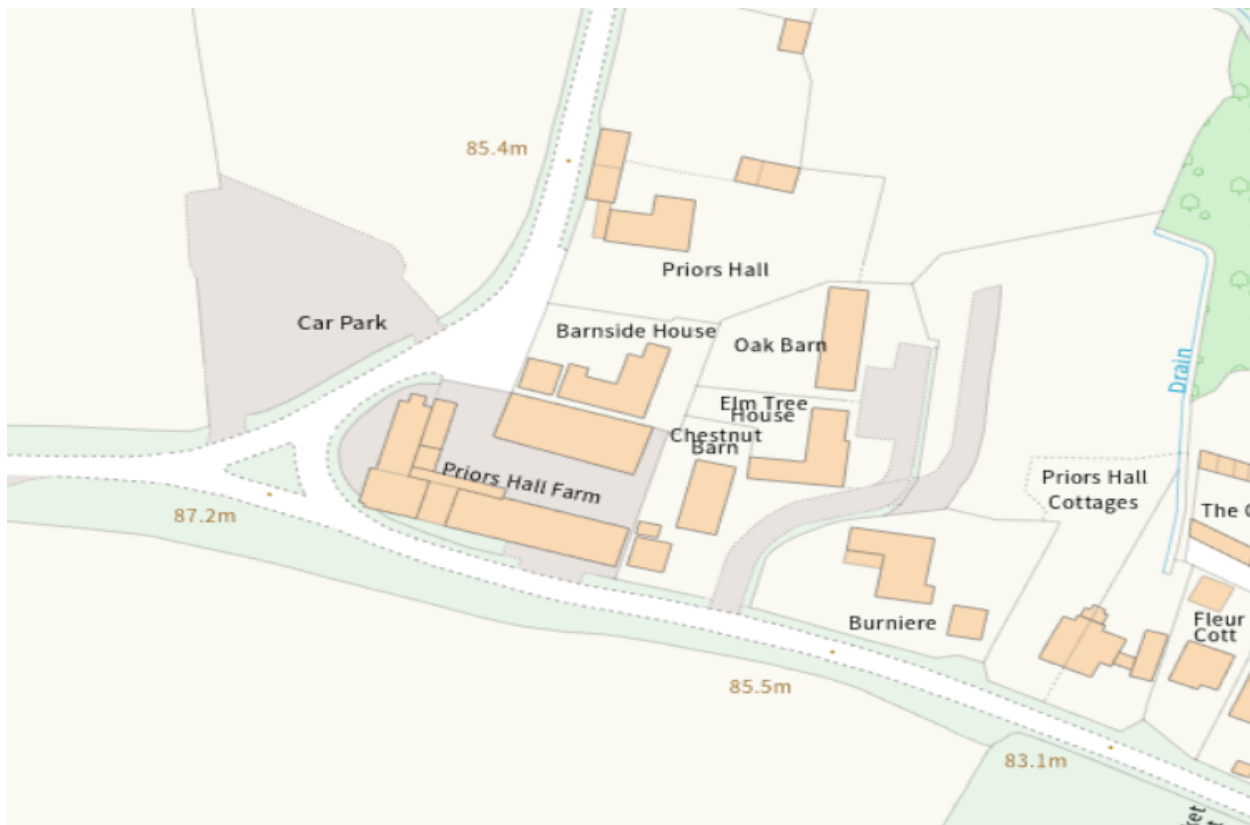 85.4m
Priors Hall
Car Park
Barnside House
Oak Barn
Drain
Elm Tree
House
Chestnut
Barn
Priors Hall Farm
Priors Hall
Cottages
The
87.2m
Burniere
Fleur
Cott
85.5m
83.1m